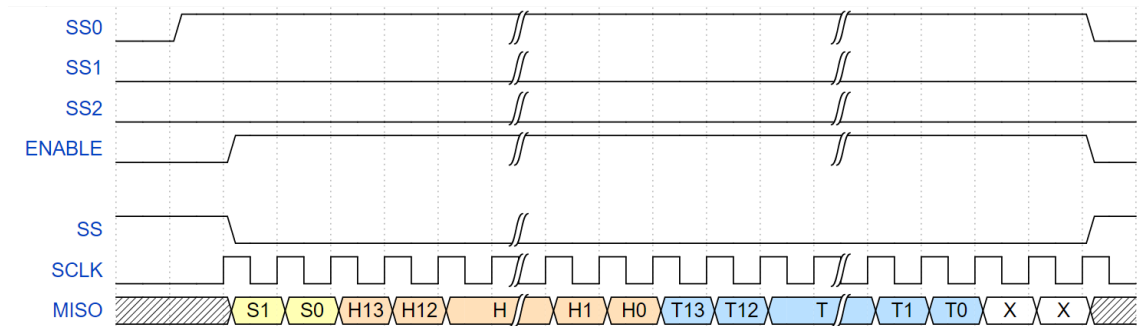 SS0
SS1
SS2
ENABLE
SS
SCLK
MISO S1 S0 H13 H12 H H1 H0 T13 T12 T T1 T0 X X